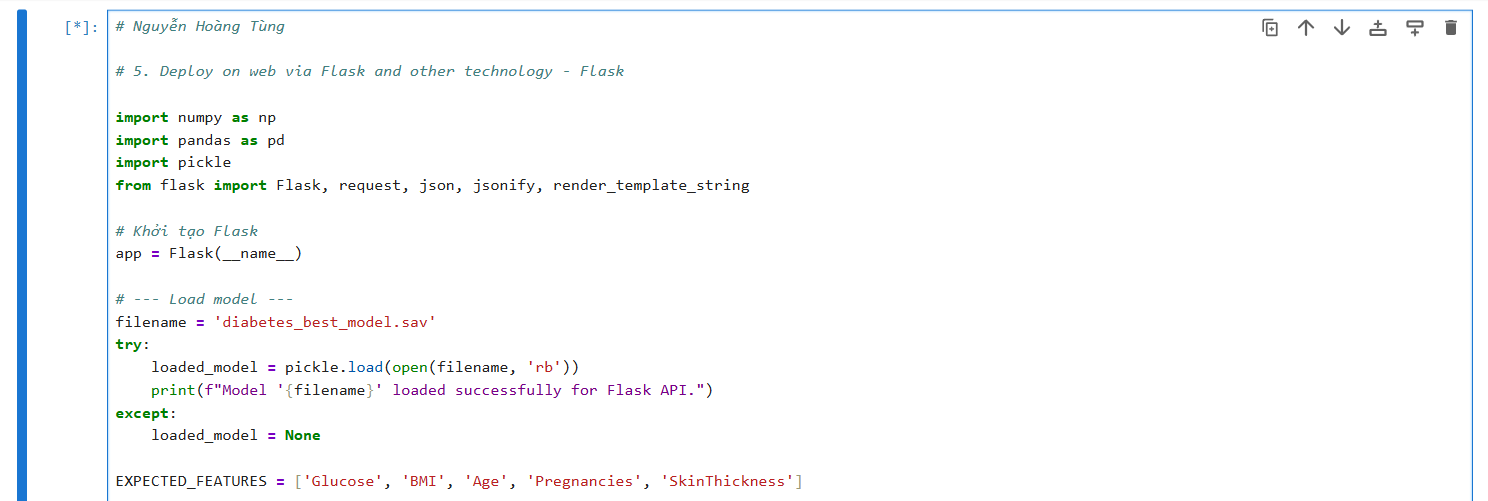 [*]:
# Nguyễn Hoàng Tùng
# 5. Deploy on web via Flask and other technology - Flask
import numpy as np
import pandas as pd
import pickle
from flask import Flask, request, json, jsonify, render_template_string
# Khởi tạo Flask
app = Flask(__name__)
# --- Load model ---
filename = 'diabetes_best_model.sav'
try:
    loaded_model = pickle.load(open(filename, 'rb'))
    print(f"Model '{filename}' loaded successfully for Flask API.")
except:
    loaded_model = None
EXPECTED_FEATURES = ['Glucose', 'BMI', 'Age', 'Pregnancies', 'SkinThickness']